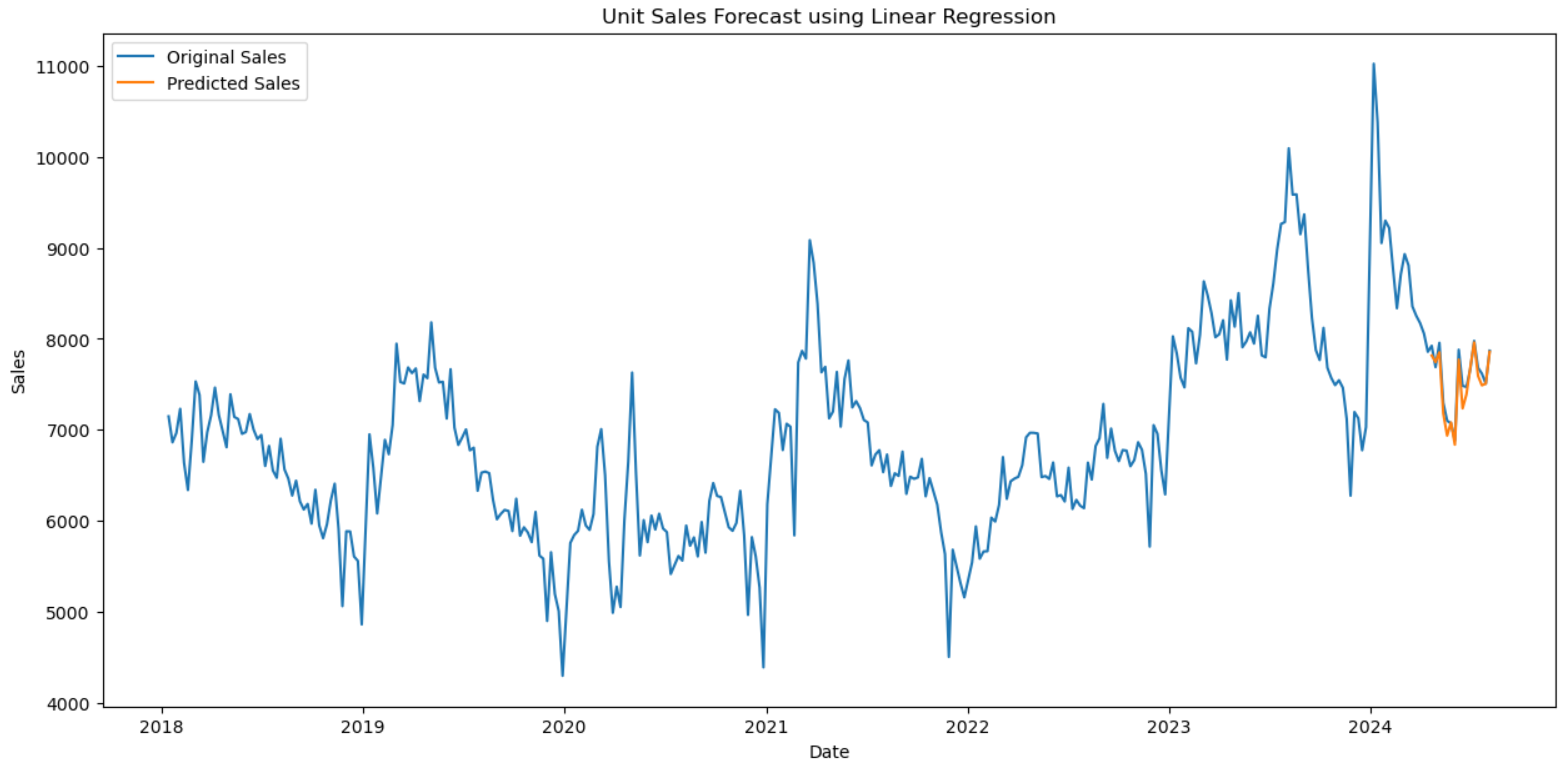 Unit Sales Forecast using Linear Regression
Original Sales
Predicted Sales
11000
10000
9000
8000
7000
6000
5000
4000
Sales
2018 2019 2020 2021 2022 2023 2024
Date